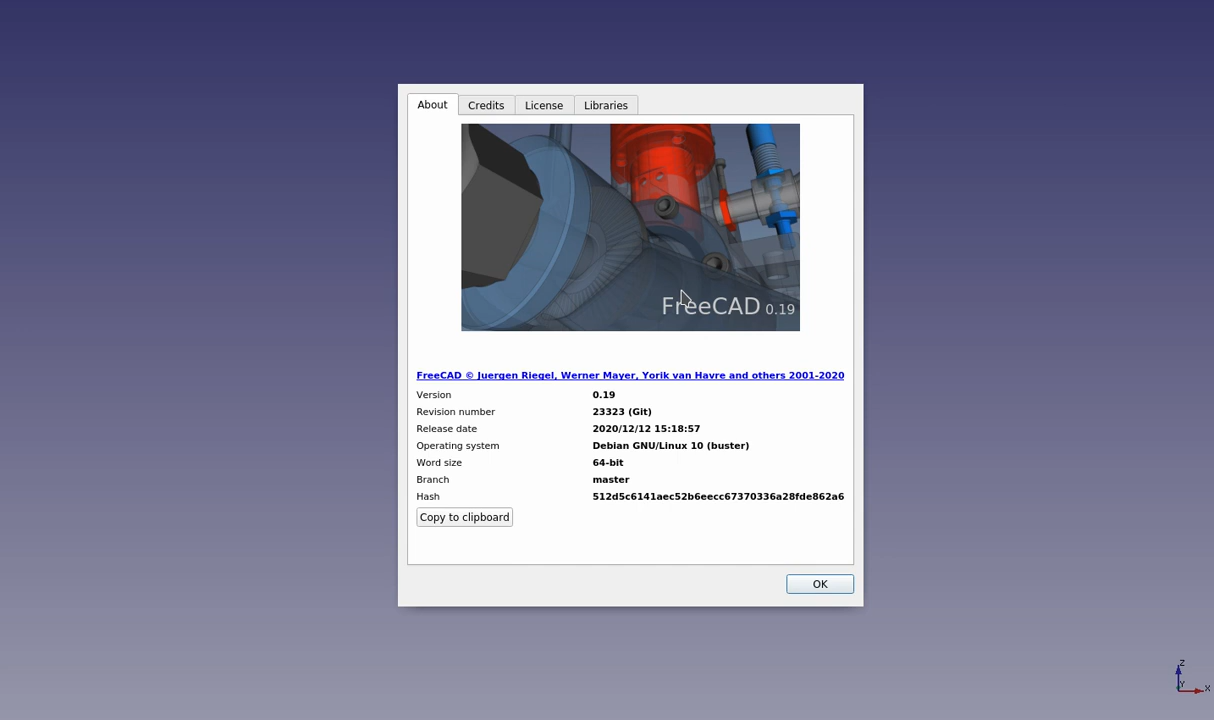 About Credits License Libraries
FreeCAD 0.19
FreeCAD © Juergen Riegel, Werner Mayer, Yorik van Havre and others 2001-2020
Version 0.19
Revision number 23323 (Git)
Release date 2020/12/12 15:18:57
Operating system Debian GNU/Linux 10 (buster)
Word size 64-bit
Branch master
Hash 512d5c6141aec52b6eecc67370336a28fde862a6
Copy to clipboard
OK
Z
Y X